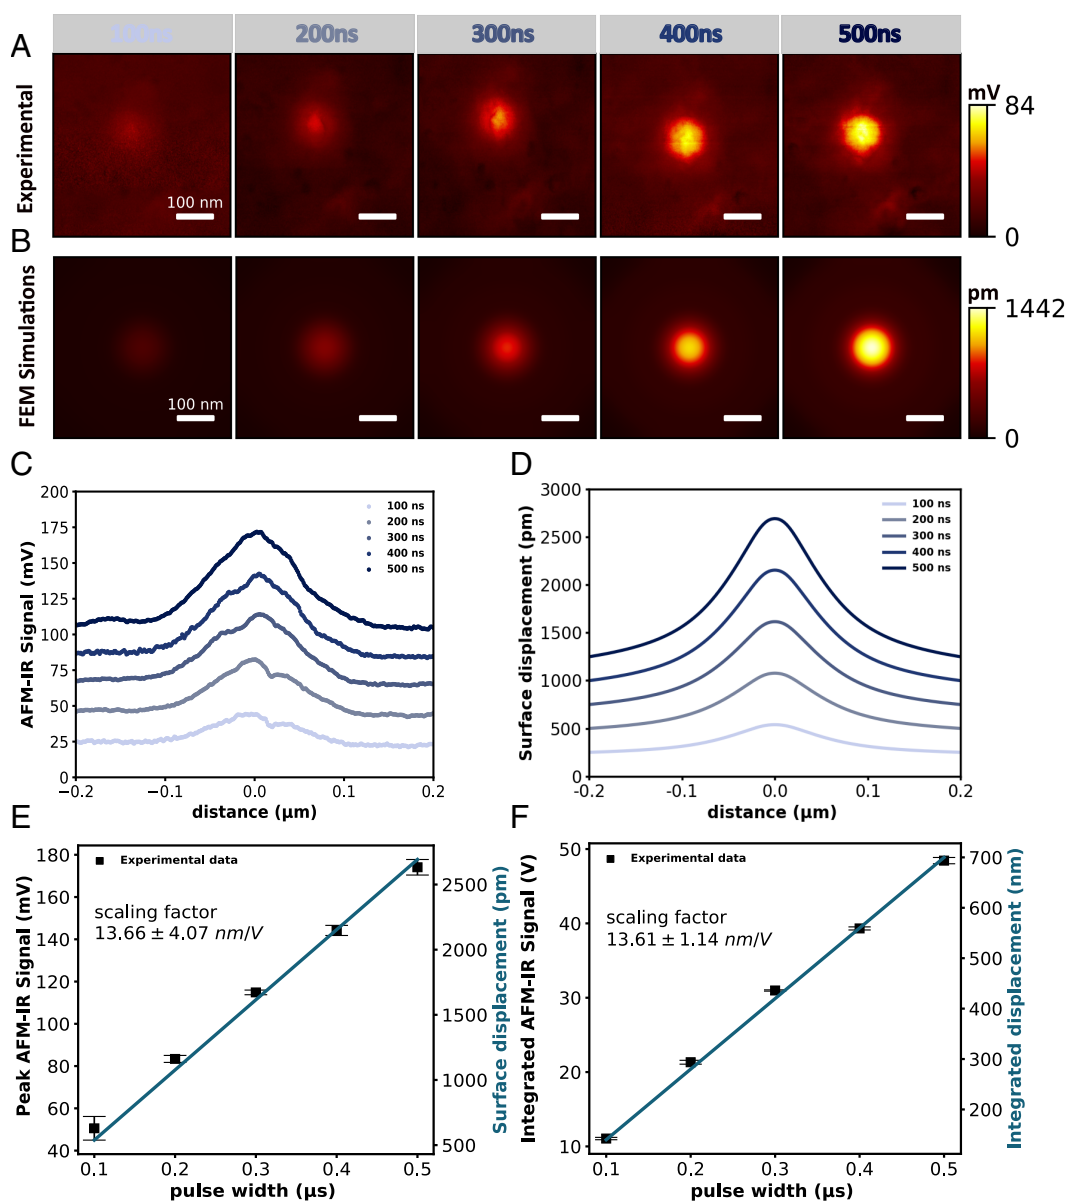 A
100ns 200ns 300ns 400ns 500ns
Experimental
100 nm
mV
84
0
B
FEM Simulations
100 nm
pm
1442
0
C
200
175
150
125
100
75
50
25
0
AFM-IR Signal (mV)
100 ns
200 ns
300 ns
400 ns
500 ns
−0.2 −0.1 0.0 0.1 0.2
distance (μm)
D
3000
2500
2000
1500
1000
500
0
Surface displacement (pm)
100 ns
200 ns
300 ns
400 ns
500 ns
-0.2 -0.1 0.0 0.1 0.2
distance (μm)
E
180
160
140
120
100
80
60
40
Peak AFM-IR Signal (mV)
Experimental data
scaling factor
13.66 ± 4.07 nm/V
2500
2000
1500
1000
500
Surface displacement (pm)
0.1 0.2 0.3 0.4 0.5
pulse width (μs)
F
50
40
30
20
10
Integrated AFM-IR Signal (V)
Experimental data
scaling factor
13.61 ± 1.14 nm/V
700
600
500
400
300
200
Integrated displacement (nm)
0.1 0.2 0.3 0.4 0.5
pulse width (μs)